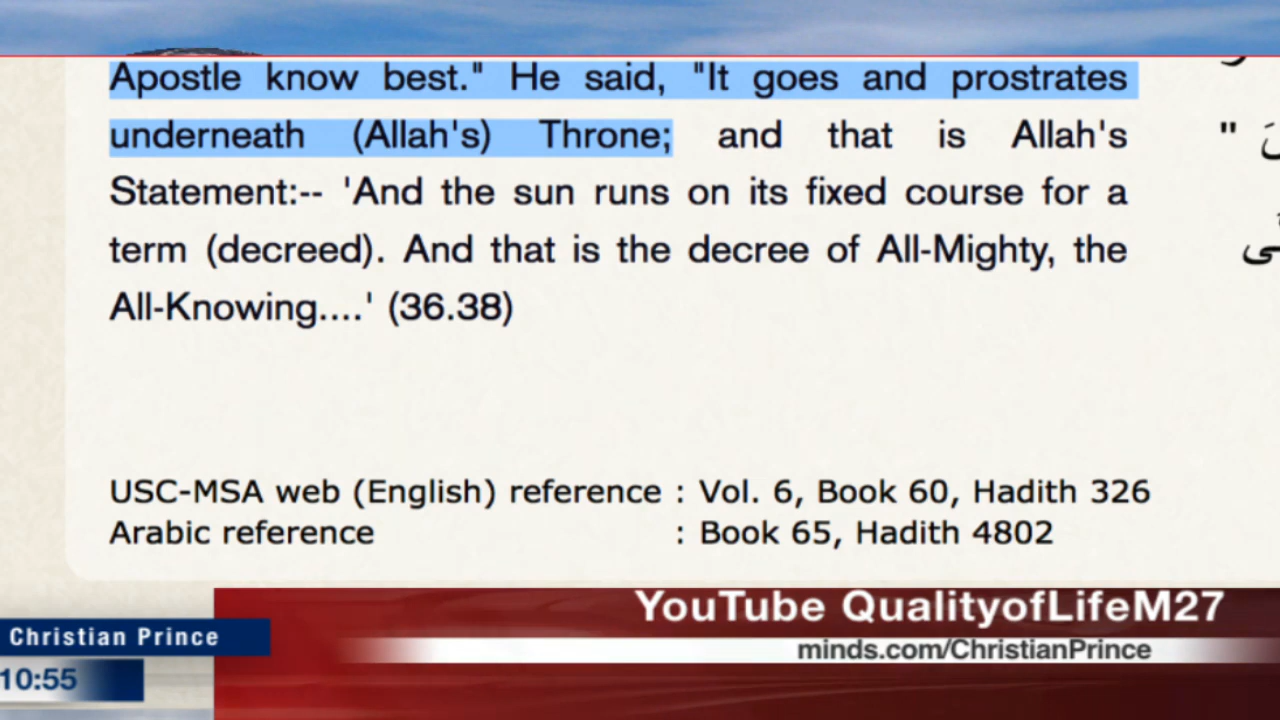 Apostle know best." He said, "It goes and prostrates
underneath (Allah's) Throne; and that is Allah's
Statement:-- 'And the sun runs on its fixed course for a
term (decreed). And that is the decree of All-Mighty, the
All-Knowing....' (36.38)
USC-MSA web (English) reference : Vol. 6, Book 60, Hadith 326
Arabic reference : Book 65, Hadith 4802
YouTube QualityofLifeM27
minds.com/ChristianPrince
Christian Prince
10:55